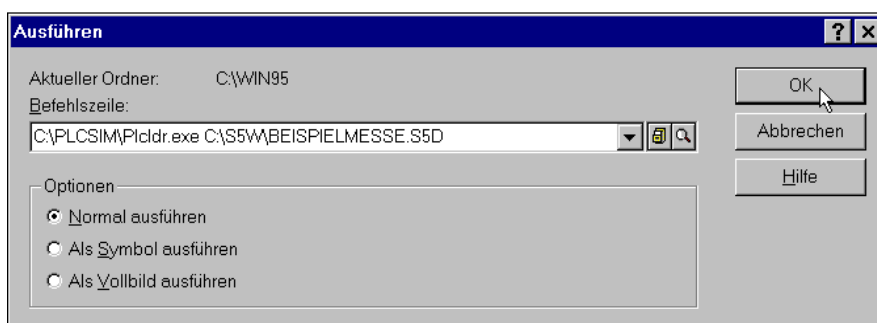 Ausführen
Aktueller Ordner: C:\WIN95
Befehlszeile:
C:\PLCSIM\Plcldr.exe C:\S5W\BEISPIELMESSE.S5D
Optionen
Normal ausführen
Als Symbol ausführen
Als Vollbild ausführen
OK
Abbrechen
Hilfe